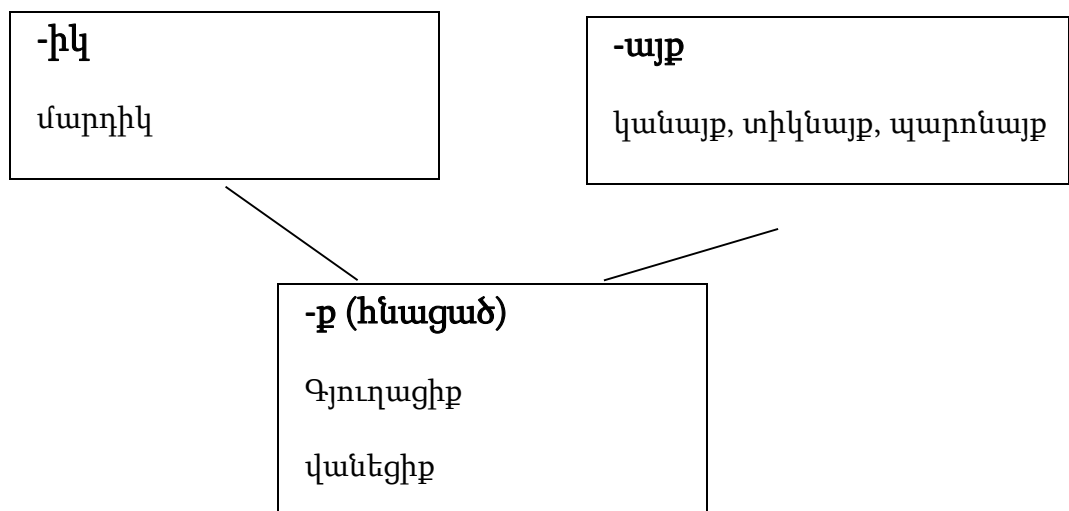 -իկ
մարդիկ
-այք
կանայք, տիկնայք, պարոնայք
-ք (հնացած)
Գյուղացիք
վանեցիք